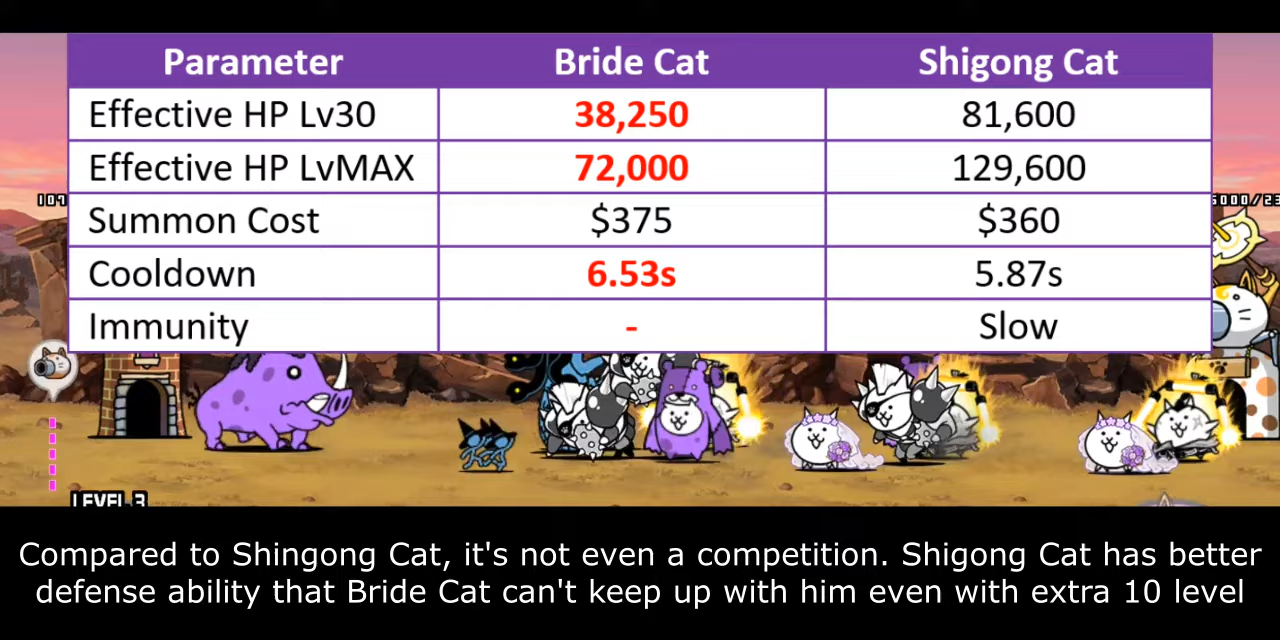 Parameter Bride Cat Shigong Cat
Effective HP Lv30 38,250 81,600
Effective HP LvMAX 72,000 129,600
Summon Cost $375 $360
Cooldown 6.53s 5.87s
Immunity - Slow
LEVEL 3
Compared to Shingong Cat, it's not even a competition. Shigong Cat has better
defense ability that Bride Cat can't keep up with him even with extra 10 level